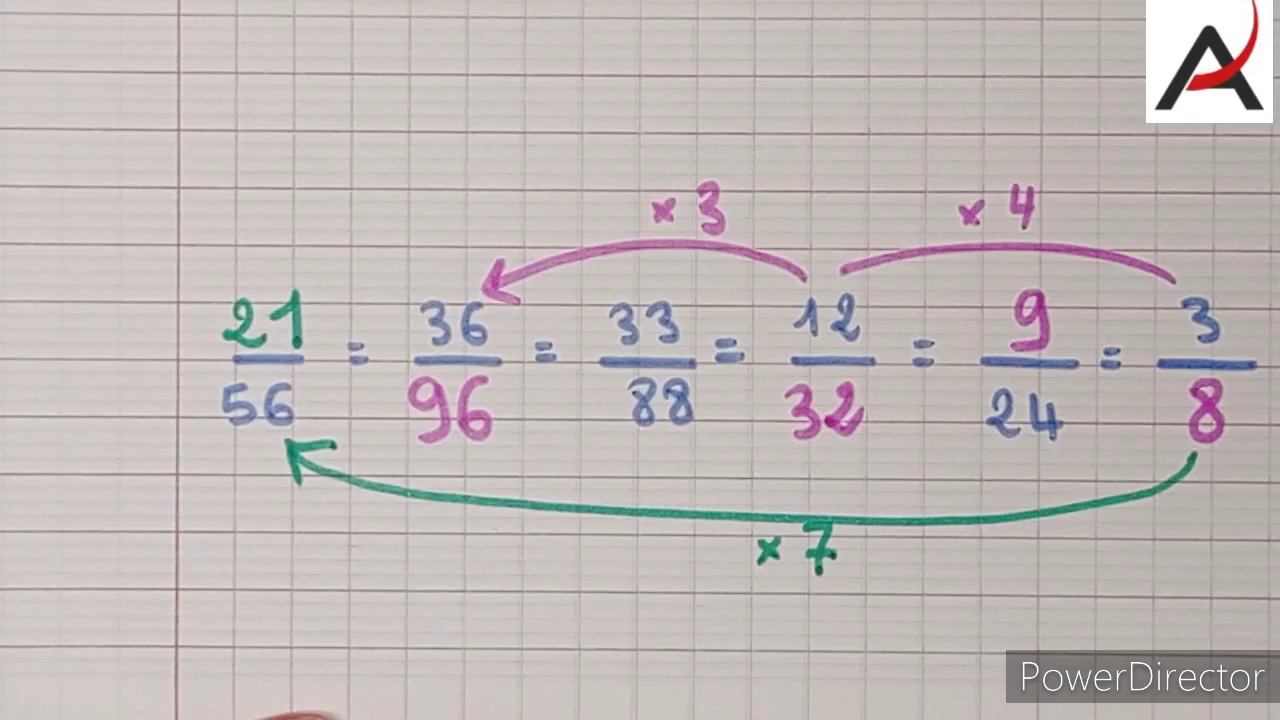 × 3 × 4
21/56 = 36/96 = 33/88 = 12/32 = 9/24 = 3/8
× 7
PowerDirector